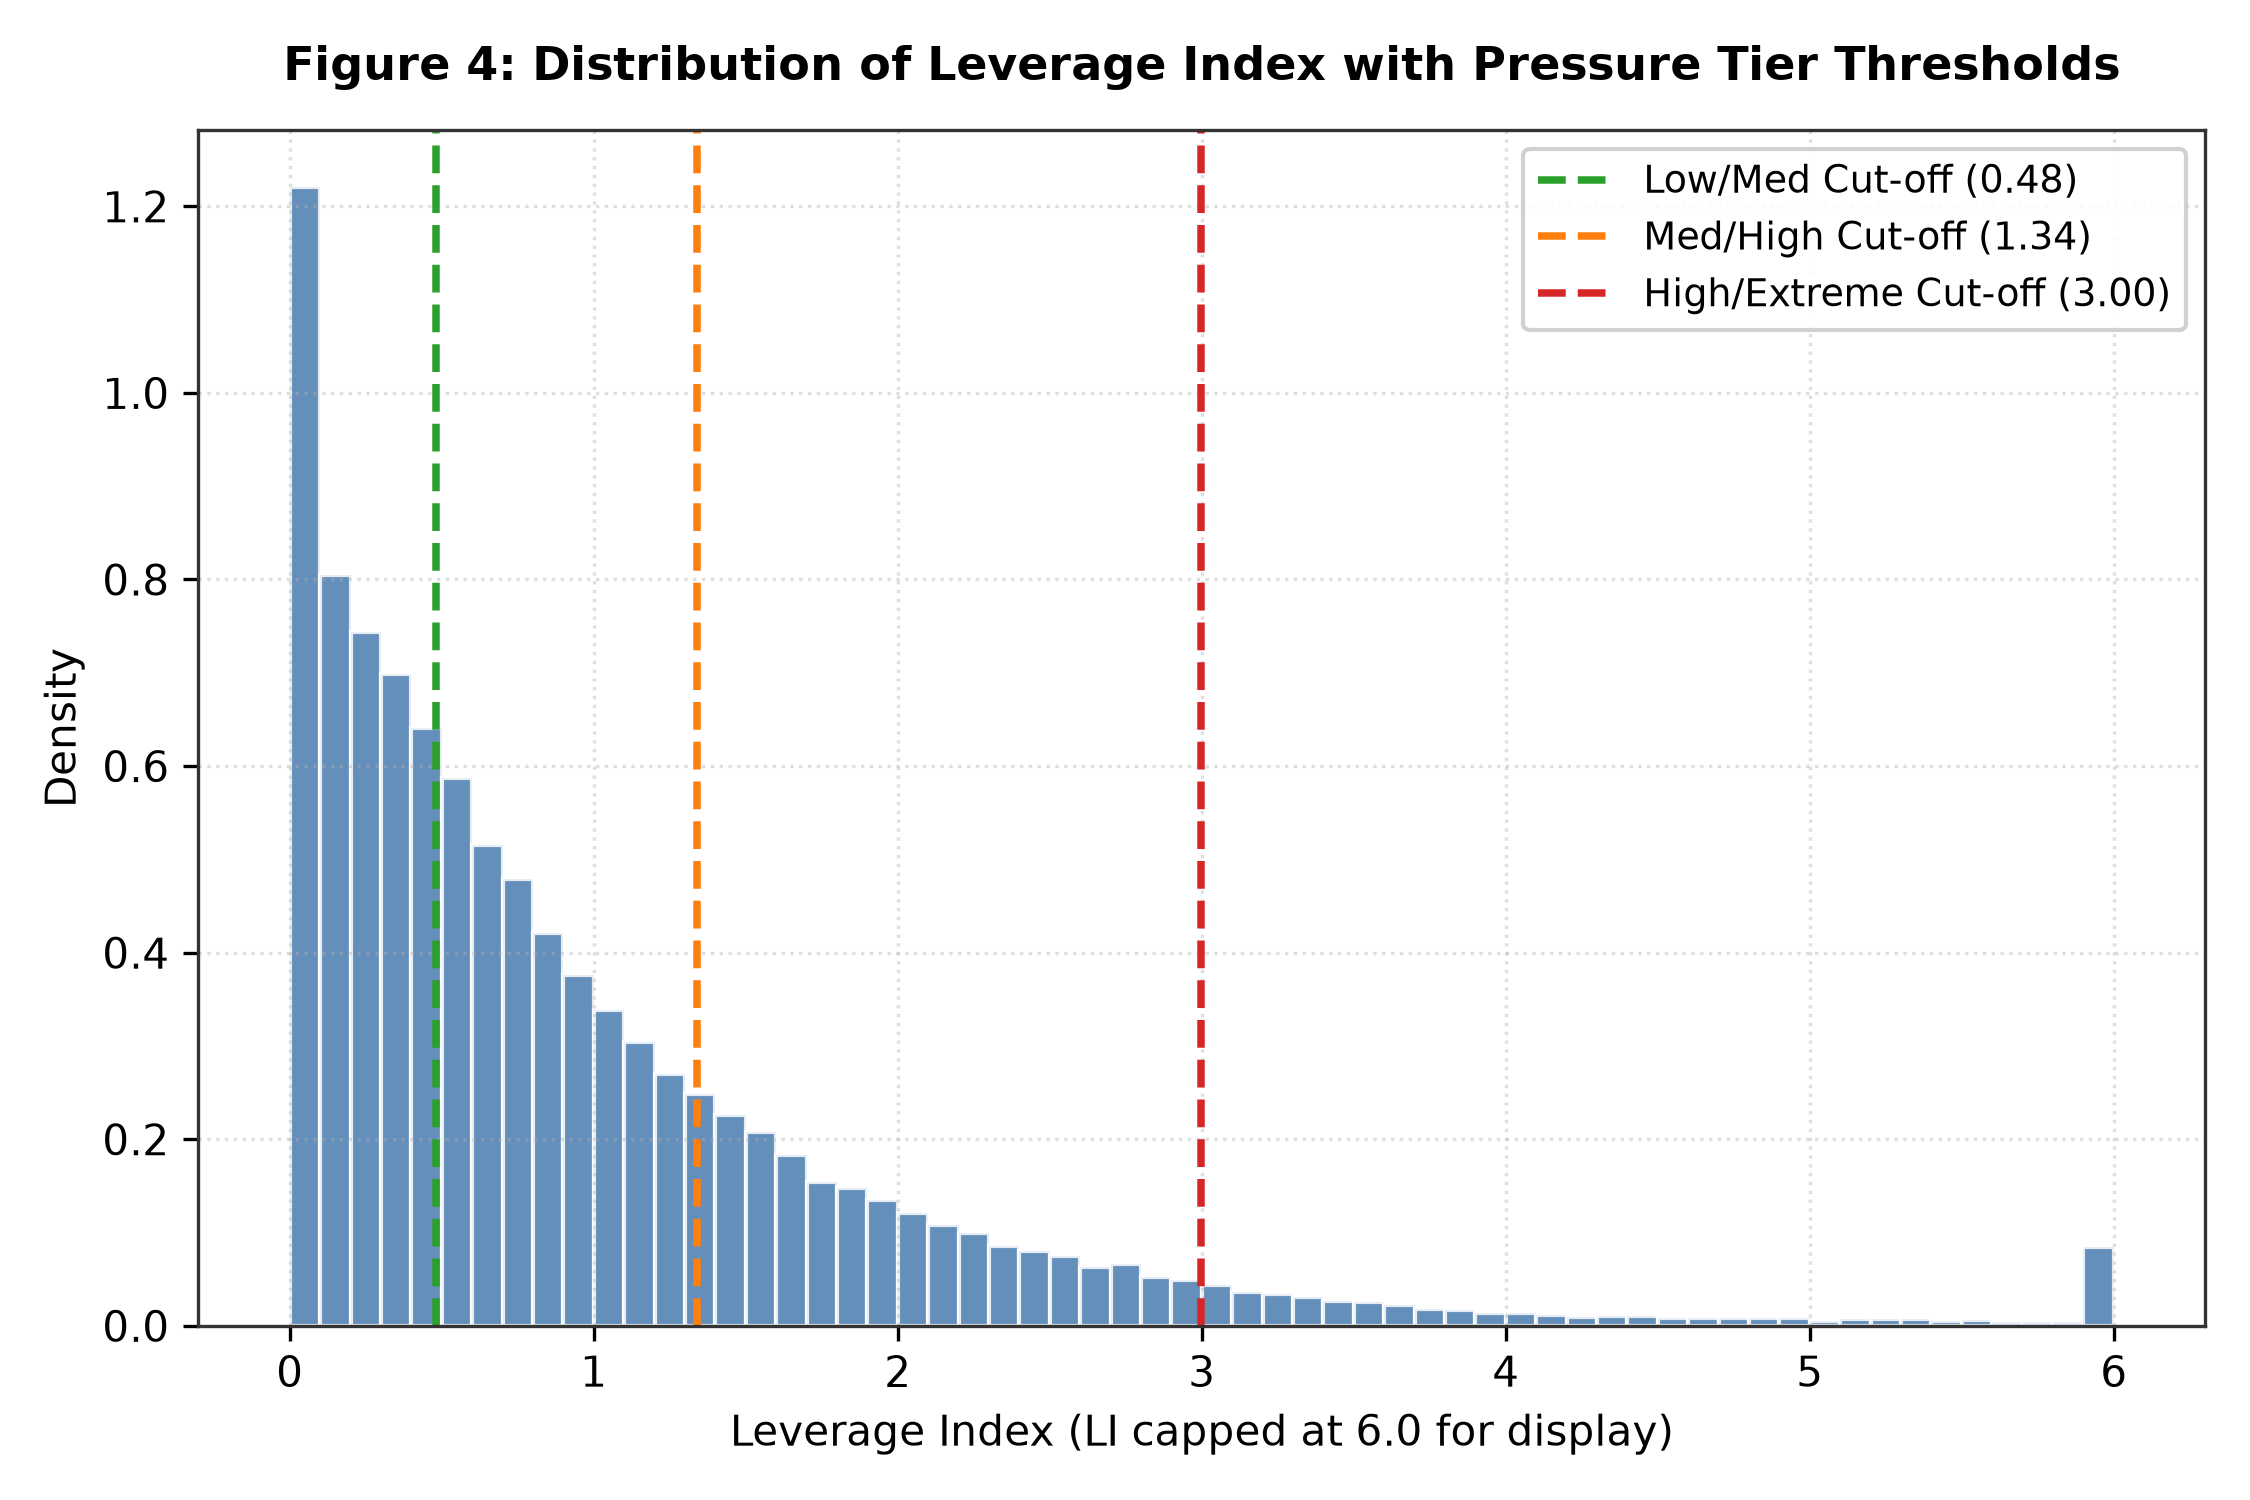 Figure 4: Distribution of Leverage Index with Pressure Tier Thresholds
Low/Med Cut-off (0.48)
Med/High Cut-off (1.34)
High/Extreme Cut-off (3.00)
Density
1.2
1.0
0.8
0.6
0.4
0.2
0.0
0 1 2 3 4 5 6
Leverage Index (LI capped at 6.0 for display)